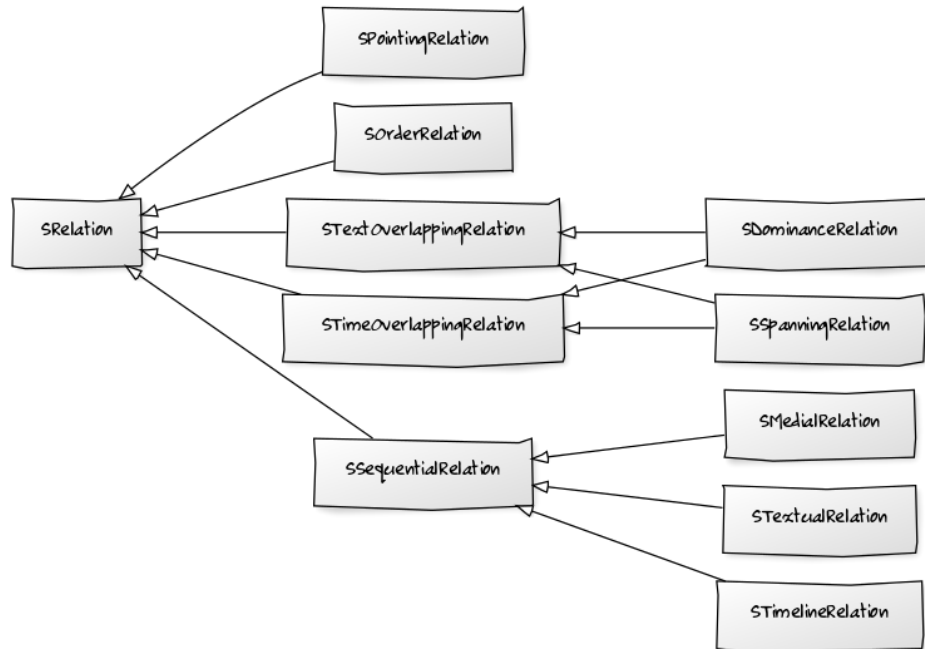 SPointingRelation
SOrderRelation
SRelation
STextOverlappingRelation
SDominanceRelation
STimeOverlappingRelation
SSpanningRelation
SMedialRelation
SSequentialRelation
STextualRelation
STimelineRelation